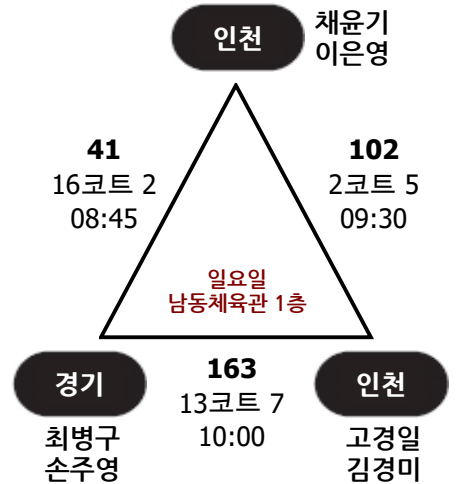 인천
채윤기
이은영
41
16코트 2
08:45
102
2코트 5
09:30
일요일
남동체육관 1층
경기
최병구
손주영
163
13코트 7
10:00
인천
고경일
김경미